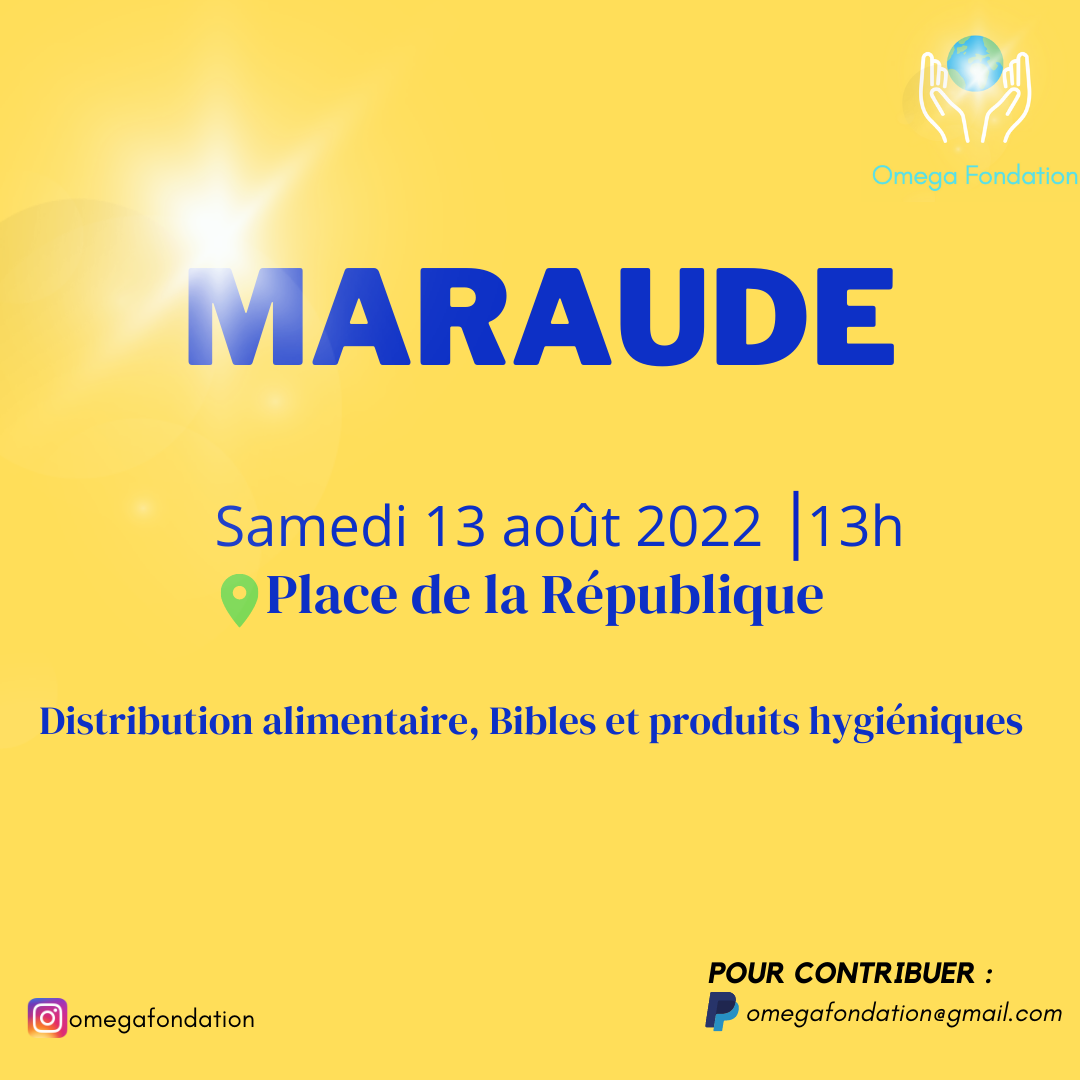 Omega Fondation
MARAUDE
Samedi 13 août 2022 |13h
Place de la République
Distribution alimentaire, Bibles et produits hygiéniques
POUR CONTRIBUER :
omegafondation@gmail.com
omegafondation